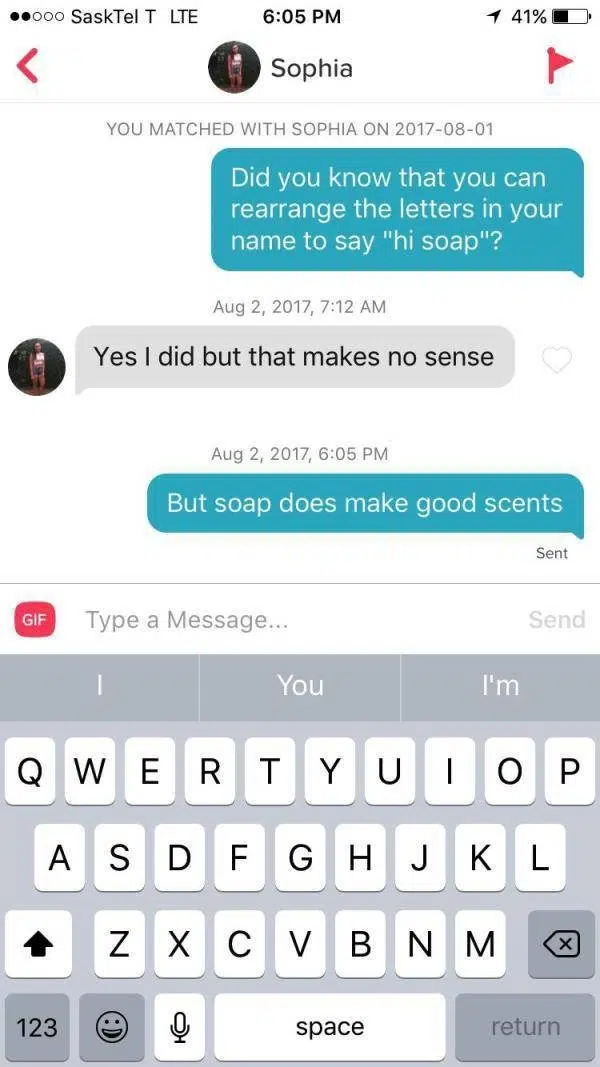 SaskTel T LTE 6:05 PM 41%
Sophia
YOU MATCHED WITH SOPHIA ON 2017-08-01
Did you know that you can
rearrange the letters in your
name to say "hi soap"?
Aug 2, 2017, 7:12 AM
Yes I did but that makes no sense
Aug 2, 2017, 6:05 PM
But soap does make good scents
Sent
GIF Type a Message... Send
I You I'm
Q W E R T Y U I O P
A S D F G H J K L
Z X C V B N M
123 space return